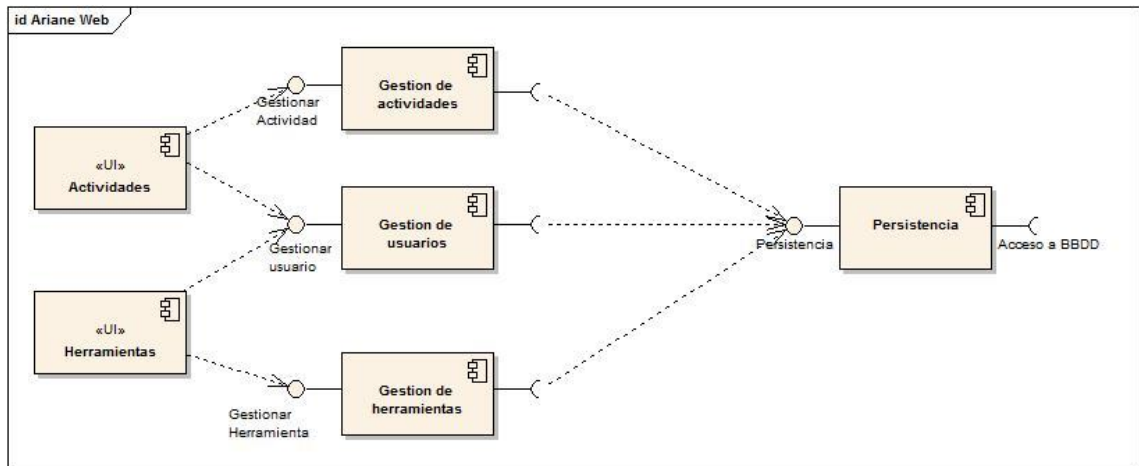 id Ariane Web
Gestion de
actividades
Gestionar
Actividad
«UI»
Actividades
Gestion de
usuarios
Gestionar
usuario
Persistencia
Persistencia
Acceso a BBDD
«UI»
Herramientas
Gestion de
herramientas
Gestionar
Herramienta